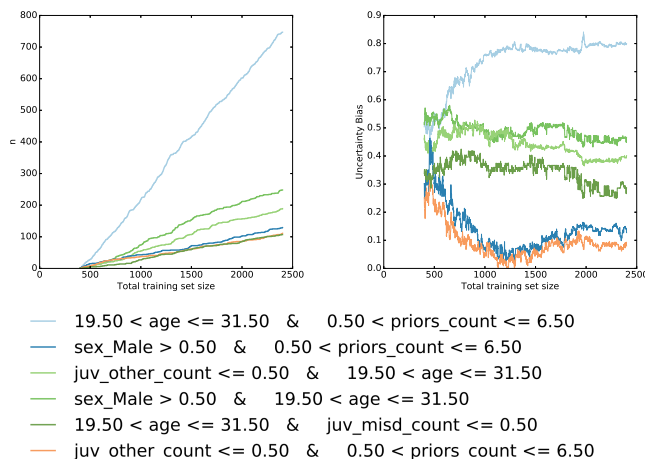 800
700
600
500
400
300
200
100
0
n
0 500 1000 1500 2000 2500
Total training set size
0.9
0.8
0.7
0.6
0.5
0.4
0.3
0.2
0.1
0.0
Uncertainty Bias
0 500 1000 1500 2000 2500
Total training set size
19.50 < age <= 31.50 & 0.50 < priors_count <= 6.50
sex_Male > 0.50 & 0.50 < priors_count <= 6.50
juv_other_count <= 0.50 & 19.50 < age <= 31.50
sex_Male > 0.50 & 19.50 < age <= 31.50
19.50 < age <= 31.50 & juv_misd_count <= 0.50
juv_other_count <= 0.50 & 0.50 < priors_count <= 6.50